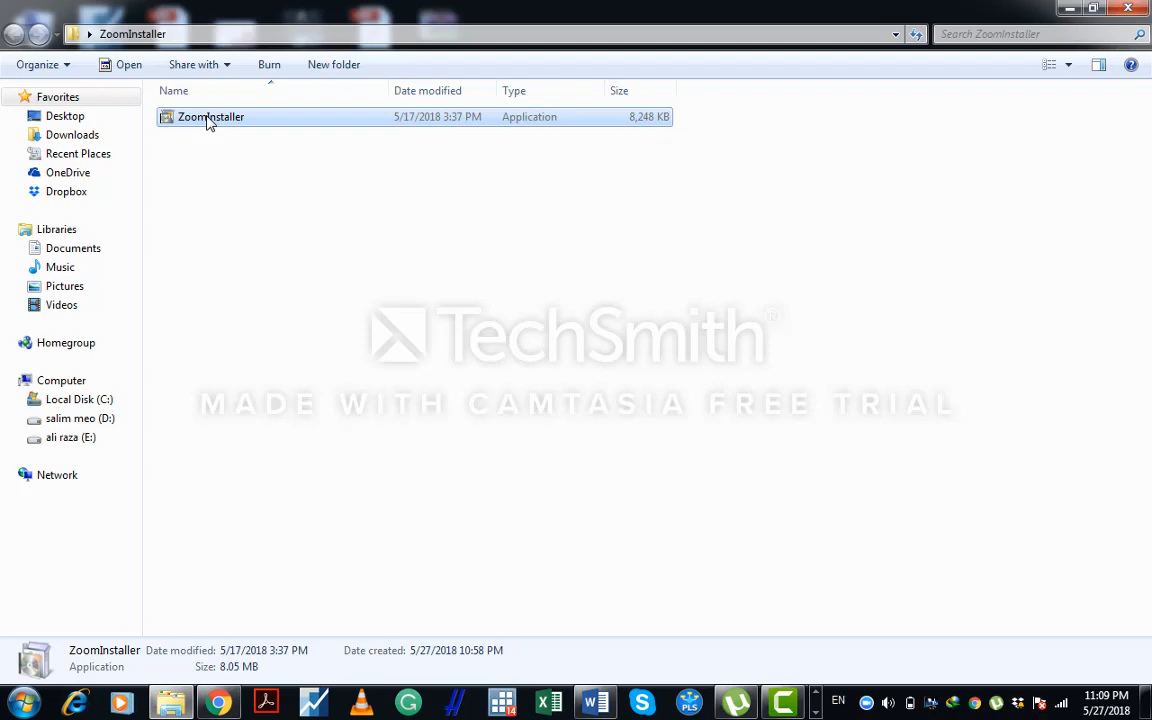 ZoomInstaller
Search ZoomInstaller
Organize
Open
Share with
Burn
New folder
Name
Date modified
Type
Size
Favorites
Desktop
Downloads
Recent Places
OneDrive
Dropbox
Libraries
Documents
Music
Pictures
Videos
Homegroup
Computer
Local Disk (C:)
salim meo (D:)
ali raza (E:)
Network
ZoomInstaller
5/17/2018 3:37 PM
Application
8,248 KB
TechSmith®
MADE WITH CAMTASIA FREE TRIAL
ZoomInstaller Date modified: 5/17/2018 3:37 PM Date created: 5/27/2018 10:58 PM
Application Size: 8.05 MB
14
PLS
EN
11:09 PM
5/27/2018